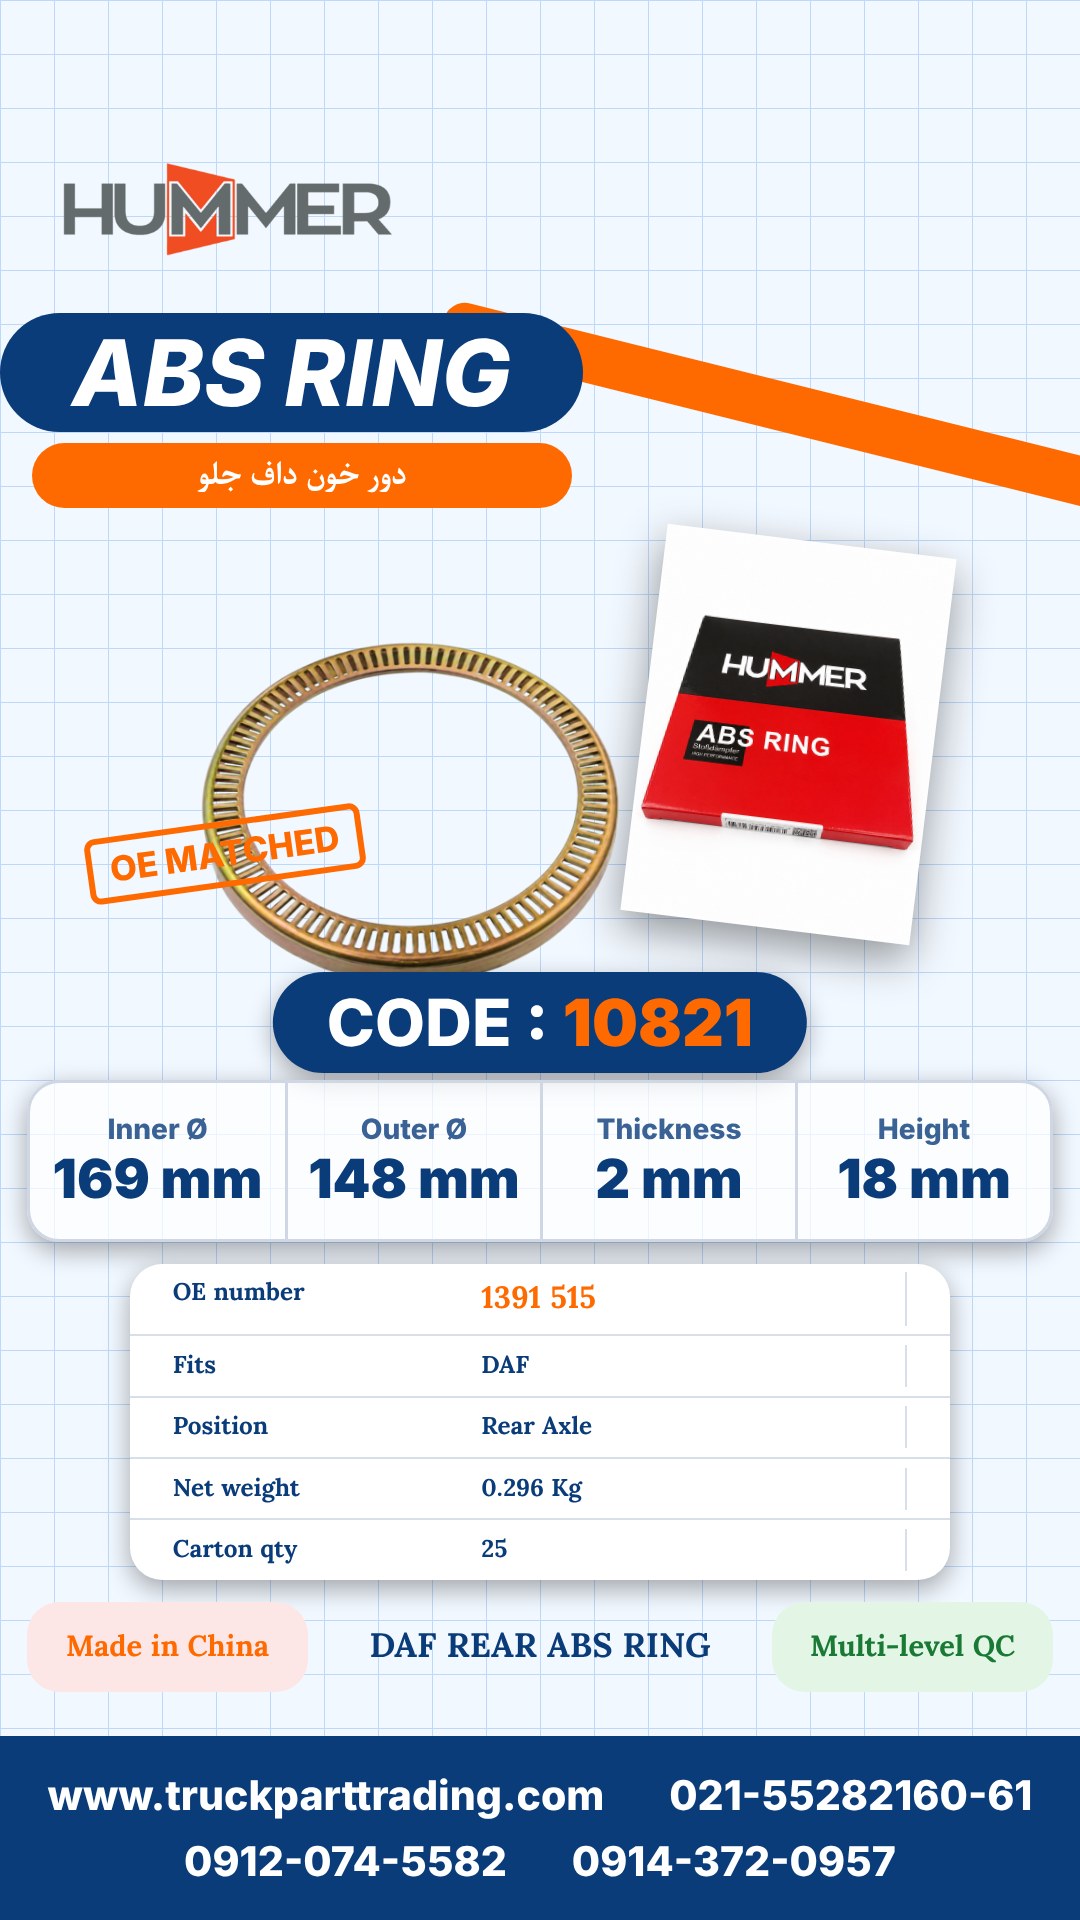 HUMMER
ABS RING
دور خون داف جلو
HUMMER
ABS RING
Stoßdämpfer
HIGH PERFORMANCE
OE MATCHED
CODE : 10821
Inner Ø Outer Ø Thickness Height
169 mm 148 mm 2 mm 18 mm
OE number 1391 515
Fits DAF
Position Rear Axle
Net weight 0.296 Kg
Carton qty 25
Made in China DAF REAR ABS RING Multi-level QC
www.truckparttrading.com 021-55282160-61
0912-074-5582 0914-372-0957